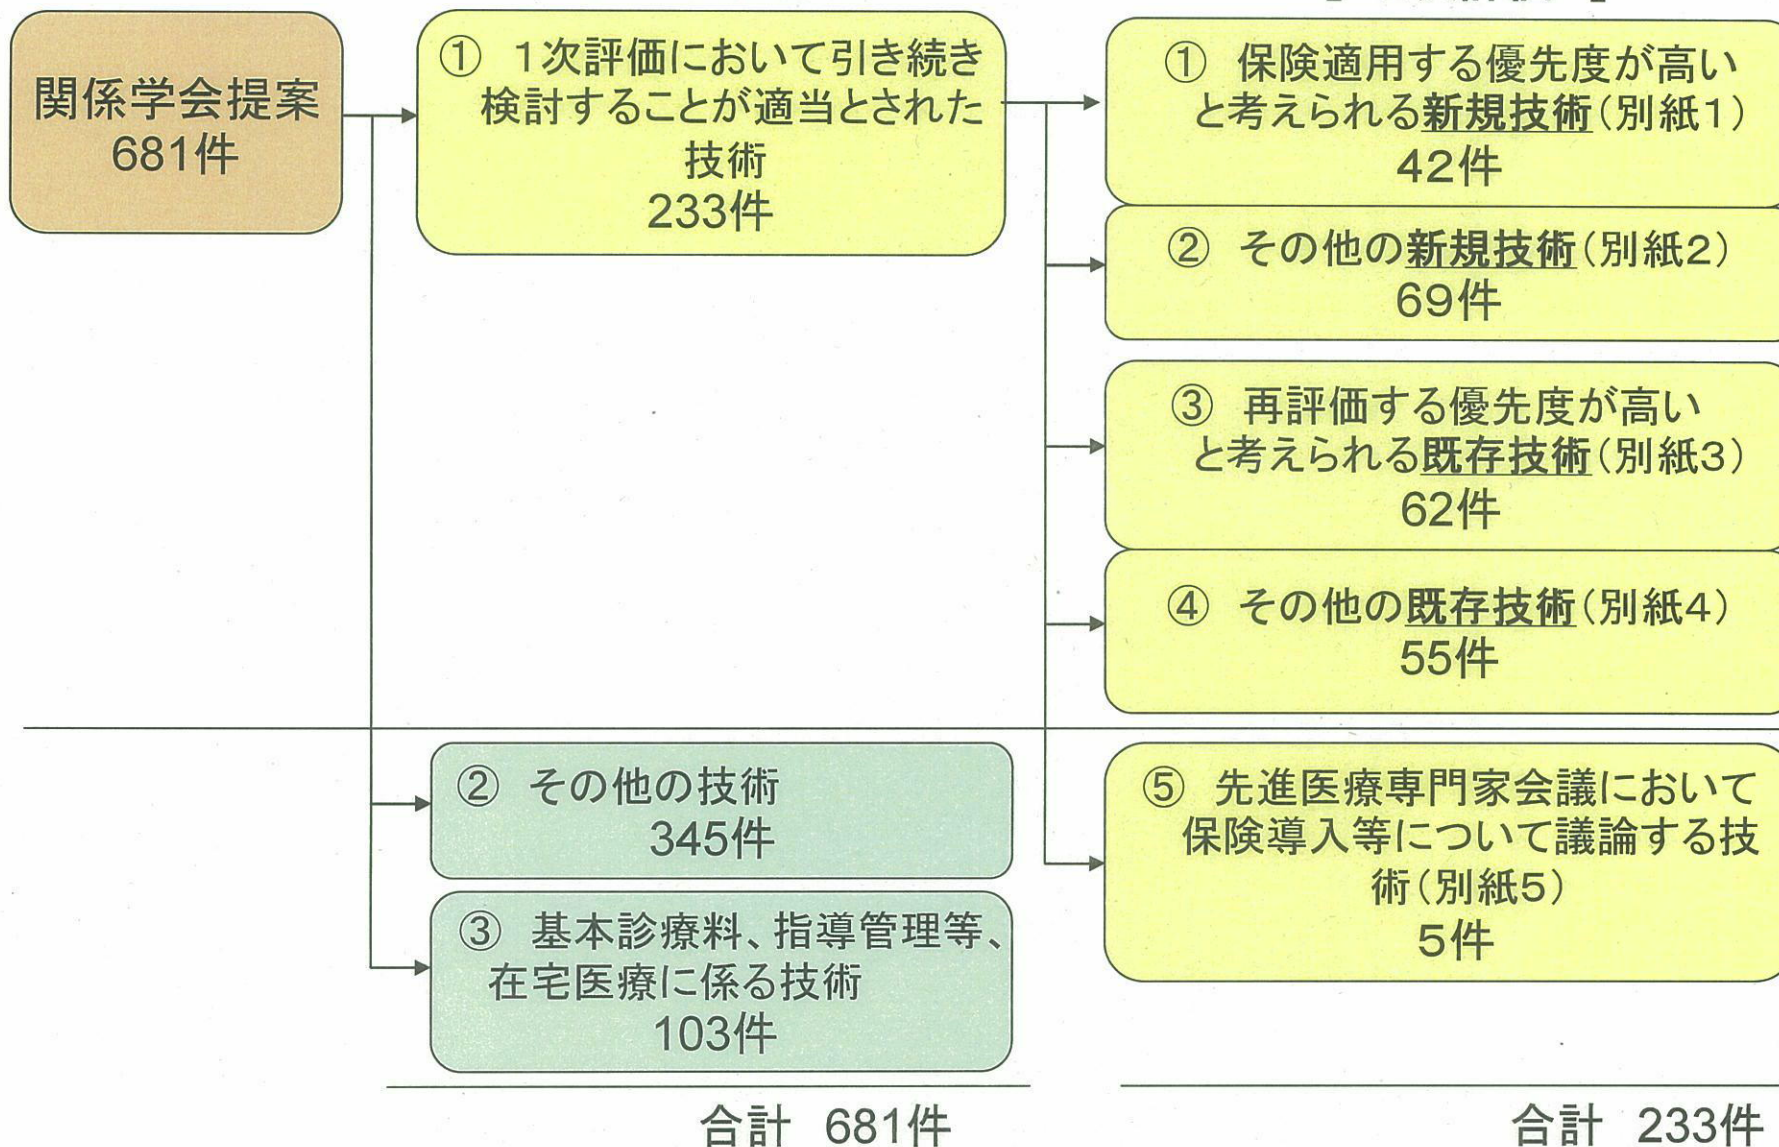 関係学会提案
681件
① 1次評価において引き続き
検討することが適当とされた
技術
233件
① 保険適用する優先度が高い
と考えられる新規技術(別紙1)
42件
② その他の新規技術(別紙2)
69件
③ 再評価する優先度が高い
と考えられる既存技術(別紙3)
62件
④ その他の既存技術(別紙4)
55件
② その他の技術
345件
③ 基本診療料、指導管理等、
在宅医療に係る技術
103件
⑤ 先進医療専門家会議において
保険導入等について議論する技
術(別紙5)
5件
合計 681件
合計 233件